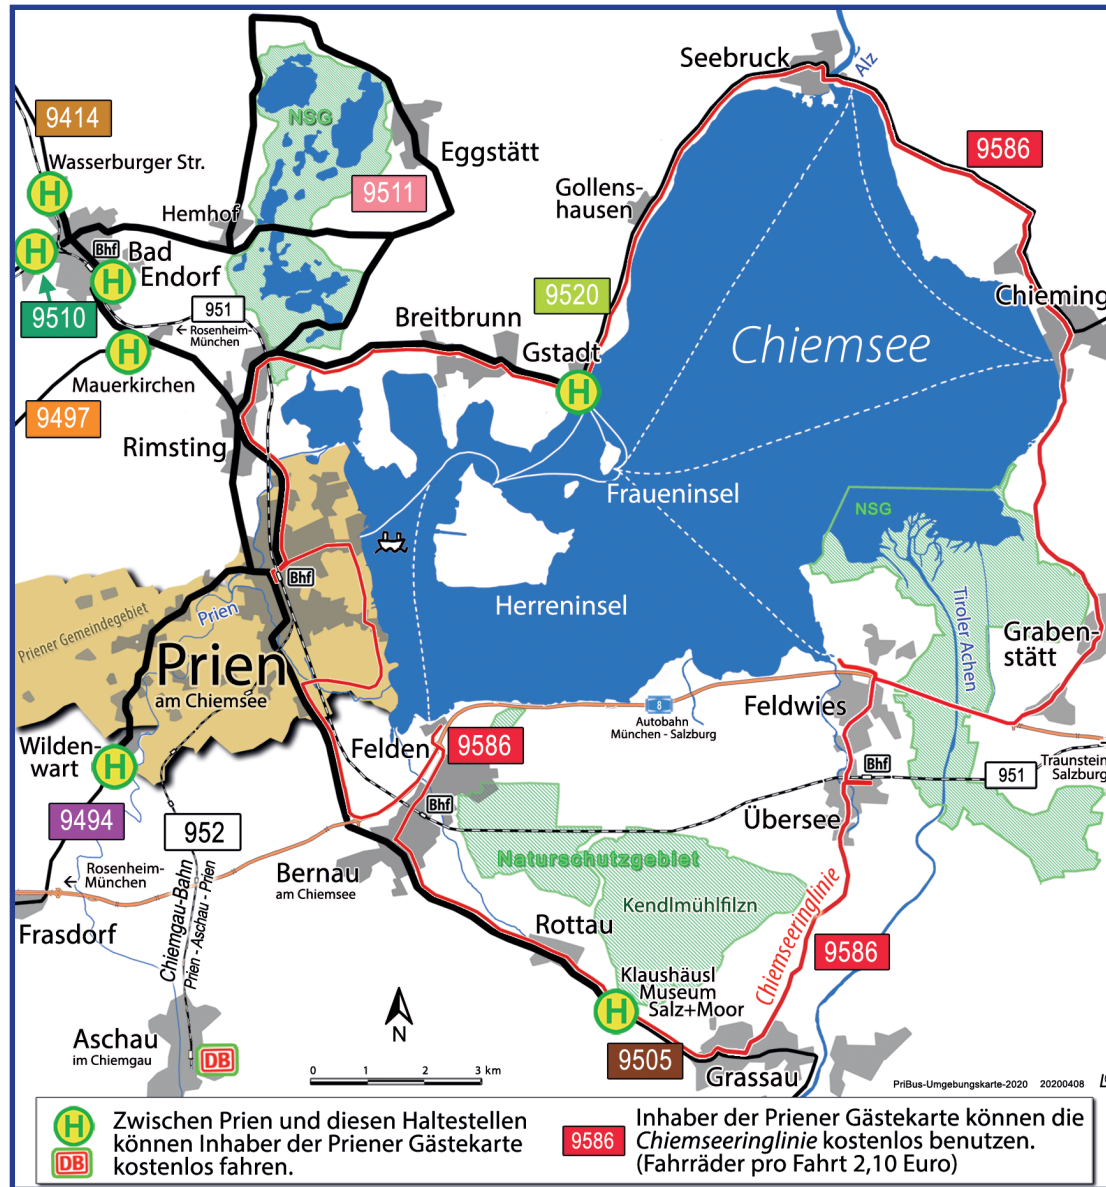 Seebruck
Alz
9414
NSG
9586
Eggstätt
Wasserburger Str.
9511
Gollens-
hausen
H
Hemhof
H
Bhf
Bad
Endorf
H
9520
Chieming
9510
951
Rosenheim-
München
Breitbrunn
Gstadt
Chiemsee
H
Mauerkirchen
H
9497
Rimsting
Fraueninsel
NSG
Bhf
Herreninsel
Tiroler Achen
Prien
Priener Gemeindegebiet
Graben-
stätt
Prien
am Chiemsee
Feldwies
8
Autobahn
München - Salzburg
Wilden-
wart
H
Felden
9586
Bhf
951
Traunstein
Salzburg
9494
952
Bhf
Übersee
Rosenheim-
München
Bernau
am Chiemsee
Naturschutzgebiet
Kendlmühlfilzn
Chiemgau-Bahn
Prien - Aschau - Prien
Frasdorf
Rottau
Chiemseeringlinie
9586
Klaushäusl
Museum
Salz+Moor
H
N
Aschau
im Chiemgau
DB
9505
Grassau
0 1 2 3 km
PriBus-Umgebungskarte-2020 20200408
H
DB
Zwischen Prien und diesen Haltestellen
können Inhaber der Priener Gästekarte
kostenlos fahren.
9586
Inhaber der Priener Gästekarte können die
Chiemseeringlinie kostenlos benutzen.
(Fahrräder pro Fahrt 2,10 Euro)